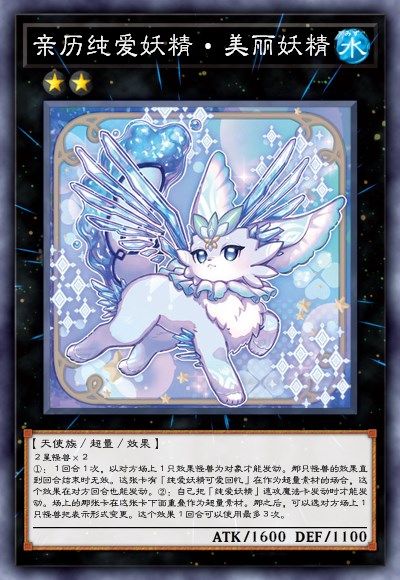 亲历纯爱妖精·美丽妖精
水
【天使族/超量/效果】
2星怪兽×2
①：1回合1次，以对方场上1只效果怪兽为对象才能发动。那只怪兽的效果直
到回合结束时无效。这张卡有「纯爱妖精可爱回忆」在作为超量素材的场合，这
个效果在对方回合也能发动。②：自己把「纯爱妖精」速攻魔法卡发动时才能发
动。场上的那张卡在这张卡下面重叠作为超量素材。那之后，可以选对方场上1
只怪兽把表示形式变更。这个效果1回合可以使用最多3次。
ATK/1600 DEF/1100